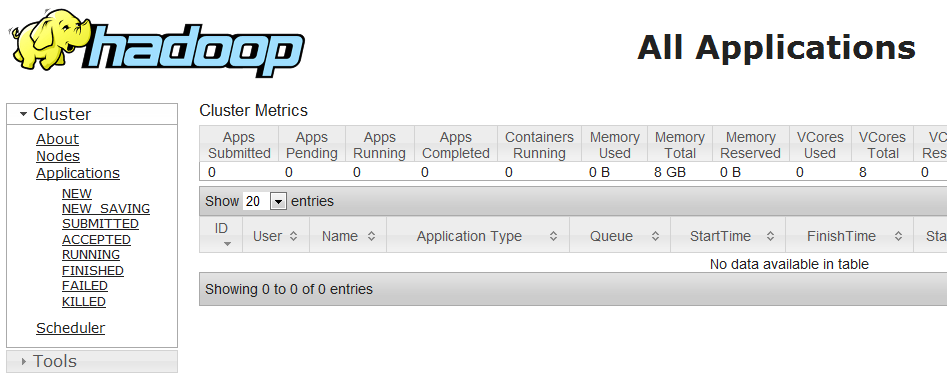 hadoop
All Applications
Cluster
About
Nodes
Applications
NEW
NEW_SAVING
SUBMITTED
ACCEPTED
RUNNING
FINISHED
FAILED
KILLED
Scheduler
Tools
Cluster Metrics
Apps Submitted Apps Pending Apps Running Apps Completed Containers Running Memory Used Memory Total Memory Reserved VCores Used VCores Total VC Res
0 0 0 0 0 0 B 8 GB 0 B 0 8 0
Show 20 entries
ID User Name Application Type Queue StartTime FinishTime Sta
No data available in table
Showing 0 to 0 of 0 entries